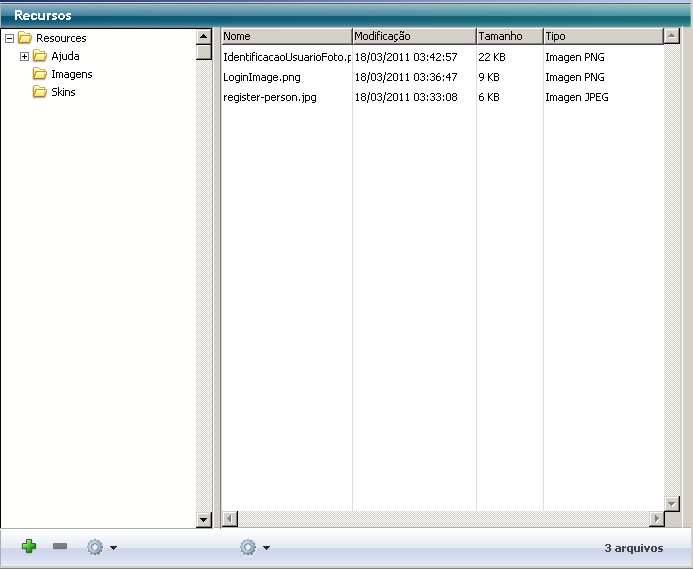 Recursos
Resources
Ajuda
Imagens
Skins
Nome Modificação Tamanho Tipo
IdentificacaoUsuarioFoto.p 18/03/2011 03:42:57 22 KB Imagen PNG
LoginImage.png 18/03/2011 03:36:47 9 KB Imagen PNG
register-person.jpg 18/03/2011 03:33:08 6 KB Imagen JPEG
3 arquivos